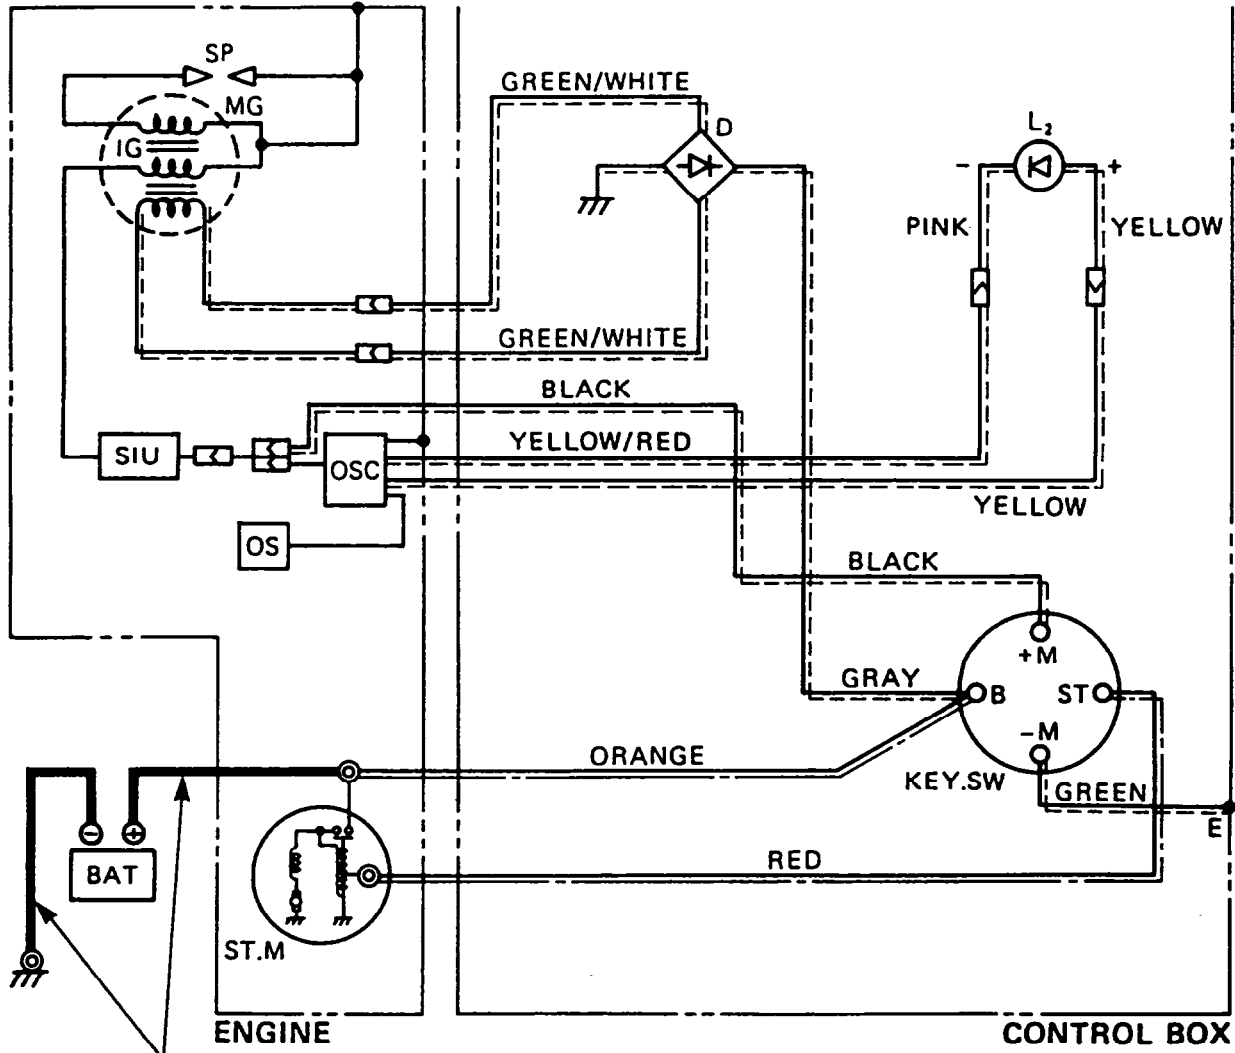 SP
MG
IG
GREEN/WHITE
D
L₂
-
+
PINK
YELLOW
GREEN/WHITE
BLACK
SIU
OSC
YELLOW/RED
YELLOW
OS
BLACK
+M
GRAY
B
ST
-M
ORANGE
KEY.SW
GREEN
E
-
+
BAT
RED
ST.M
ENGINE
CONTROL BOX